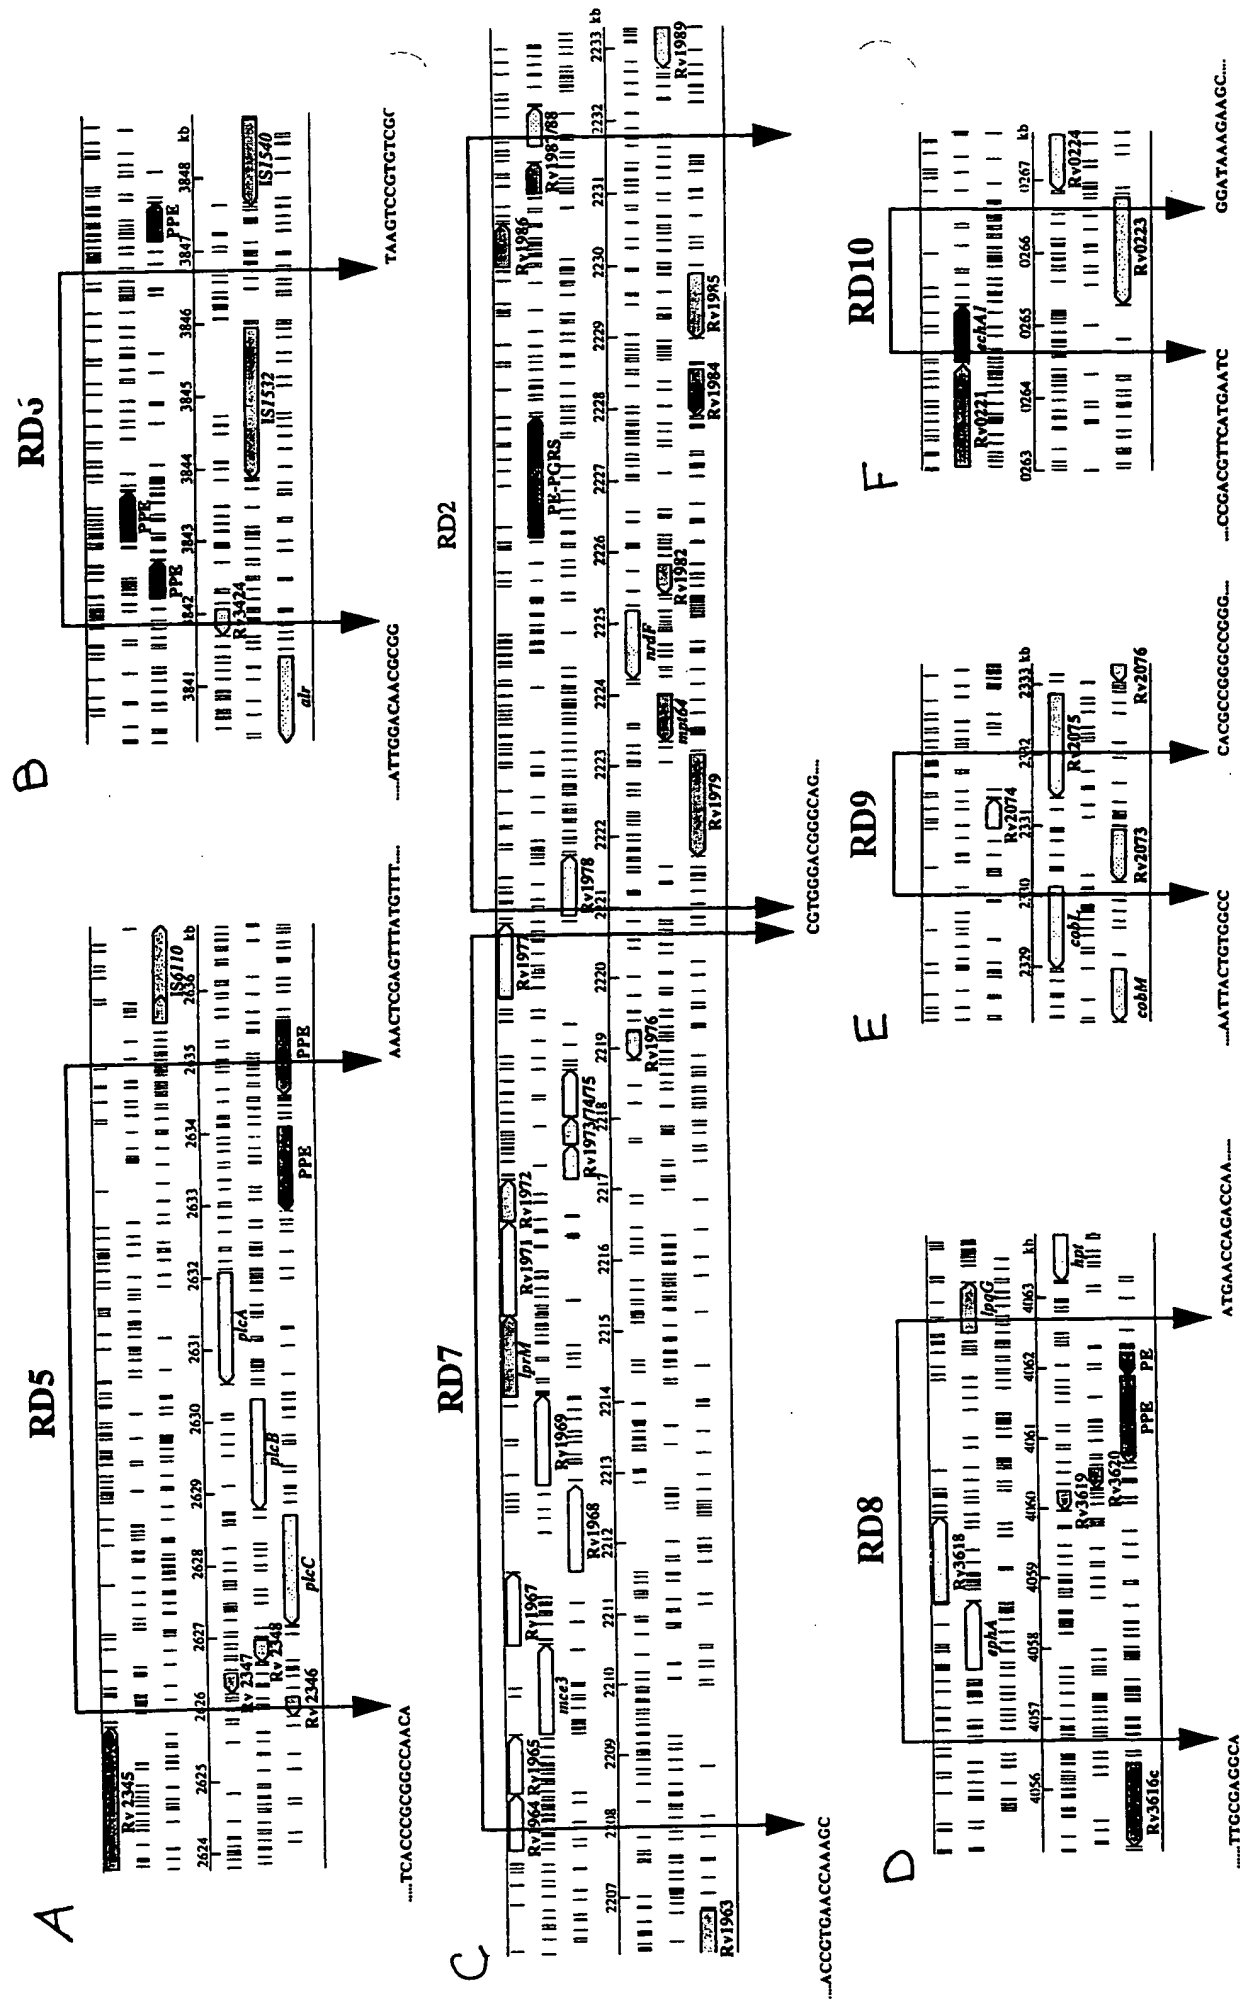 A
RD5
Rv 2345
2624 2625 2626 2627 2628 2629 2630 2631 2632 2633 2634 2635 2636 kb
IS6110
Rv 2347
plcA
Rv 2348
plcB
Rv 2346
plcC
PPE
PPE
....TCACCCGCGGCCAACA
AAACTCGAGTTTATGTTT.....
B
PPE
PPE
PPE
3841 3842 3843 3844 3845 3846 3847 3848 kb
Rv3424
IS1532
IS1540
alr
.....ATTGGACAACGCGG
TAAGTCCGTGTCGC
C
RD7
RD2
Rv1964 Rv1965
Rv1967
lprM
Rv1971
Rv1972
Rv1977
Rv1986
mce3
Rv1969
PE-PGRS
Rv1987/88
Rv1968
Rv1973/74/75
Rv1978
2207 2208 2209 2210 2211 2212 2213 2214 2215 2216 2217 2218 2219 2220 2221 2222 2223 2224 2225 2226 2227 2228 2229 2230 2231 2232 2233 kb
Rv1976
nrdF
mpt64
Rv1982
Rv1989
Rv1963
Rv1979
Rv1984
Rv1985
....ACCGTGAACCAAAGC
CGTGGGACGGGCAG....
D
RD8
Rv3618
ephA
lpqG
4056 4057 4058 4059 4060 4061 4062 4063 kb
Rv3619
hpt
Rv3620
Rv3616c
PPE
PE
.....TTGCGAGGCA
ATGAACCAGACCAA.....
E
RD9
Rv2074
2329 2330 2331 2332 2333 kb
cobL
Rv2075
cobM
Rv2073
Rv2076
....AATTACTGTGGCC
CACGCCGGGCCGGG....
F
RD10
Rv0221
echA1
0263 0264 0265 0266 0267 kb
Rv0224
Rv0223
....CCGACGTTCATGAATC
GGATAAAGAAGC....